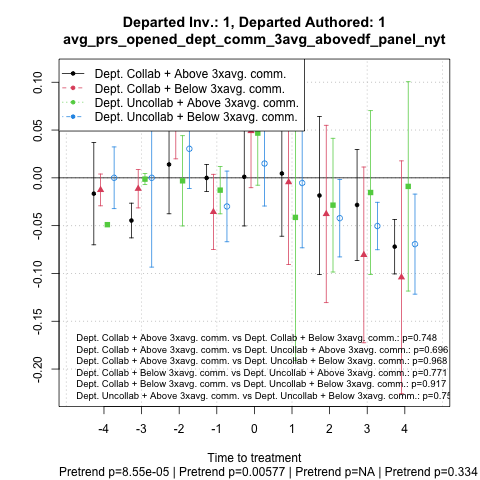 Departed Inv.: 1, Departed Authored: 1
avg_prs_opened_dept_comm_3avg_abovedf_panel_nyt
Dept. Collab + Above 3xavg. comm.
Dept. Collab + Below 3xavg. comm.
Dept. Uncollab + Above 3xavg. comm.
Dept. Uncollab + Below 3xavg. comm.
0.10
0.05
0.00
-0.05
-0.10
-0.15
-0.20
Dept. Collab + Above 3xavg. comm. vs Dept. Collab + Below 3xavg. comm.: p=0.748
Dept. Collab + Above 3xavg. comm. vs Dept. Uncollab + Above 3xavg. comm.: p=0.696
Dept. Collab + Above 3xavg. comm. vs Dept. Uncollab + Below 3xavg. comm.: p=0.968
Dept. Collab + Below 3xavg. comm. vs Dept. Uncollab + Above 3xavg. comm.: p=0.771
Dept. Collab + Below 3xavg. comm. vs Dept. Uncollab + Below 3xavg. comm.: p=0.917
Dept. Uncollab + Above 3xavg. comm. vs Dept. Uncollab + Below 3xavg. comm.: p=0.75
-4 -3 -2 -1 0 1 2 3 4
Time to treatment
Pretrend p=8.55e-05 | Pretrend p=0.00577 | Pretrend p=NA | Pretrend p=0.334